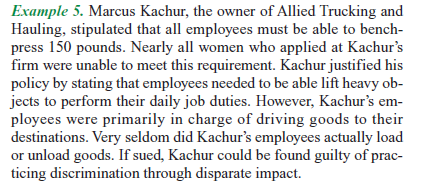 Example 5. Marcus Kachur, the owner of Allied Trucking and
Hauling, stipulated that all employees must be able to bench-
press 150 pounds. Nearly all women who applied at Kachur's
firm were unable to meet this requirement. Kachur justified his
policy by stating that employees needed to be able lift heavy ob-
jects to perform their daily job duties. However, Kachur's em-
ployees were primarily in charge of driving goods to their
destinations. Very seldom did Kachur's employees actually load
or unload goods. If sued, Kachur could be found guilty of prac-
ticing discrimination through disparate impact.